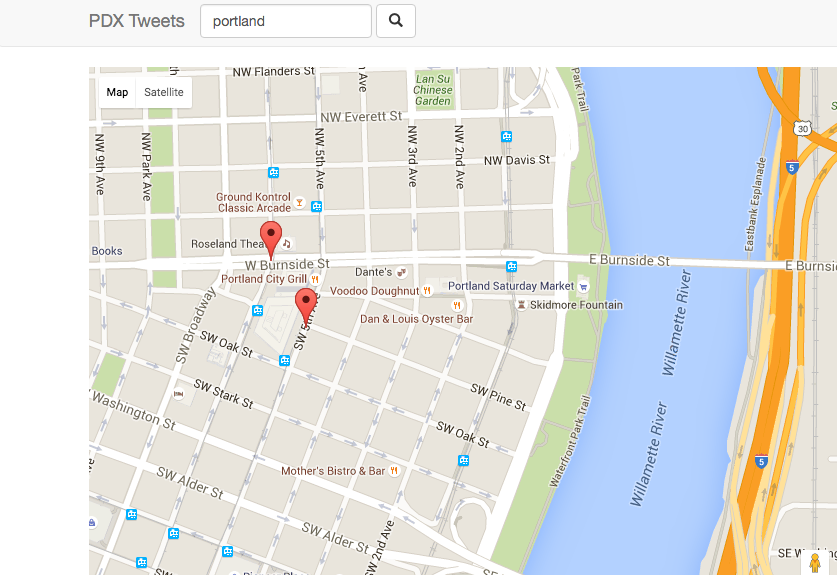 PDX Tweets
portland
Map
Satellite
NW Flanders St
Lan Su
Chinese
Garden
Park Trail
NW Everett St
NW 9th Ave
NW Park Ave
NW 5th Ave
NW 3rd Ave
NW 2nd Ave
NW Davis St
30
5
Eastbank Esplanade
Ground Kontrol
Classic Arcade
Roseland Thea
Books
W Burnside St
E Burnside St
E Burnsi
Portland City Grill
Dante's
Voodoo Doughnut
Portland Saturday Market
Skidmore Fountain
Dan & Louis Oyster Bar
SW Broadway
SW 5th Ave
Willamette River
SW Oak St
SW Stark St
SW Pine St
Washington St
SW Oak St
Waterfront Park Trail
Willamette River
Mother's Bistro & Bar
5
SW Alder St
SW Alder St
SW 2nd Ave
SE W